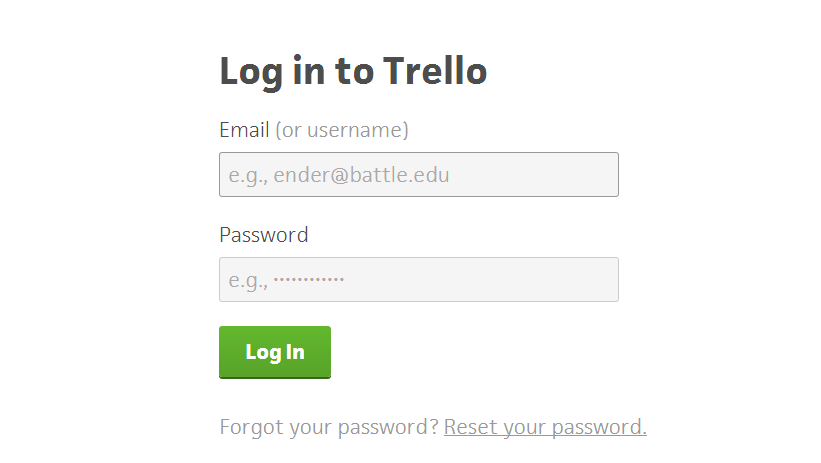 Log in to Trello
Email (or username)
e.g., ender@battle.edu
Password
e.g., ••••••••••••
Log In
Forgot your password? Reset your password.